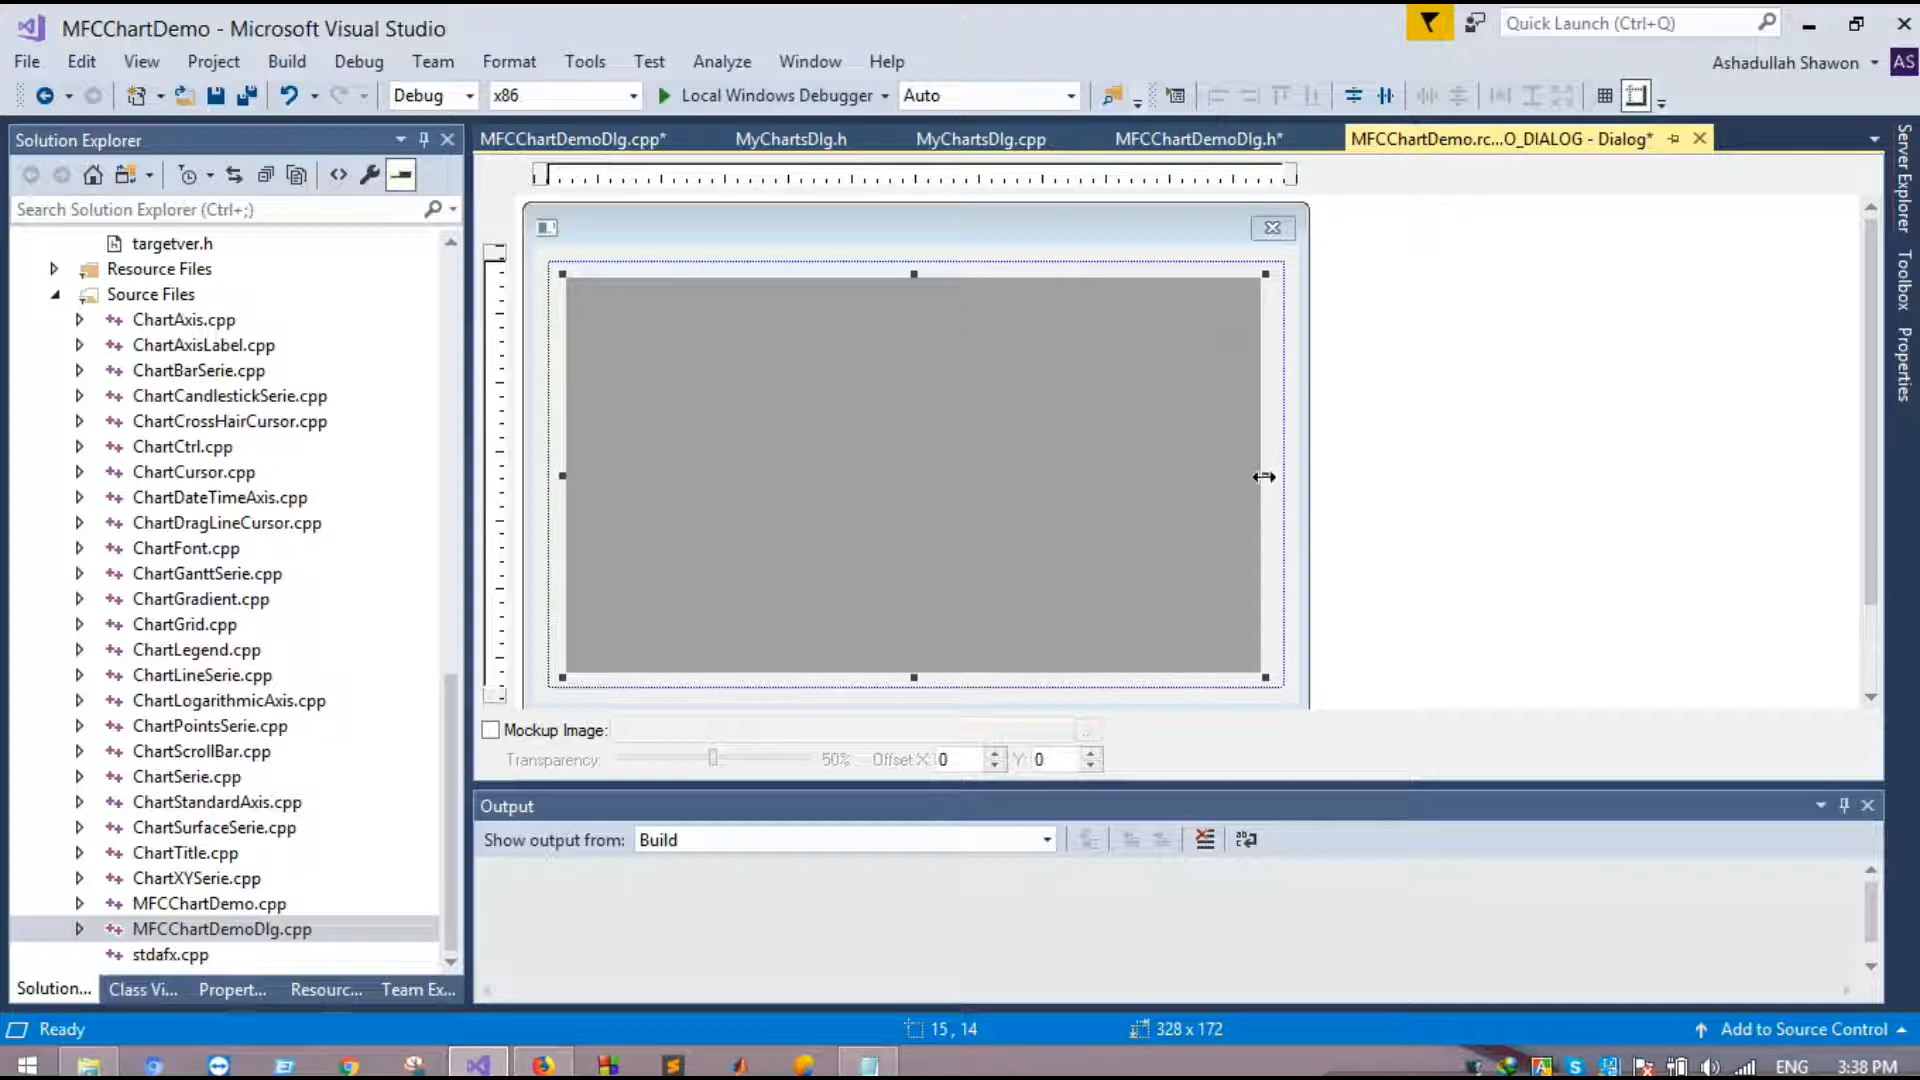 MFCChartDemo - Microsoft Visual Studio
Quick Launch (Ctrl+Q)
File Edit View Project Build Debug Team Format Tools Test Analyze Window Help
Ashadullah Shawon AS
Debug x86 Local Windows Debugger Auto
Solution Explorer
MFCChartDemoDlg.cpp* MyChartsDlg.h MyChartsDlg.cpp MFCChartDemoDlg.h* MFCChartDemo.rc...O_DIALOG - Dialog*
Search Solution Explorer (Ctrl+;)
targetver.h
Resource Files
Source Files
ChartAxis.cpp
ChartAxisLabel.cpp
ChartBarSerie.cpp
ChartCandlestickSerie.cpp
ChartCrossHairCursor.cpp
ChartCtrl.cpp
ChartCursor.cpp
ChartDateTimeAxis.cpp
ChartDragLineCursor.cpp
ChartFont.cpp
ChartGanttSerie.cpp
ChartGradient.cpp
ChartGrid.cpp
ChartLegend.cpp
ChartLineSerie.cpp
ChartLogarithmicAxis.cpp
ChartPointsSerie.cpp
ChartScrollBar.cpp
ChartSerie.cpp
ChartStandardAxis.cpp
ChartSurfaceSerie.cpp
ChartTitle.cpp
ChartXYSerie.cpp
MFCChartDemo.cpp
MFCChartDemoDlg.cpp
stdafx.cpp
Solution... Class Vi... Propert... Resourc... Team Ex...
Mockup Image:
Transparency: 50% Offset X: 0 Y: 0
Output
Show output from: Build
Server Explorer
Toolbox
Properties
Ready 15, 14 328 x 172 Add to Source Control
ENG 3:38 PM